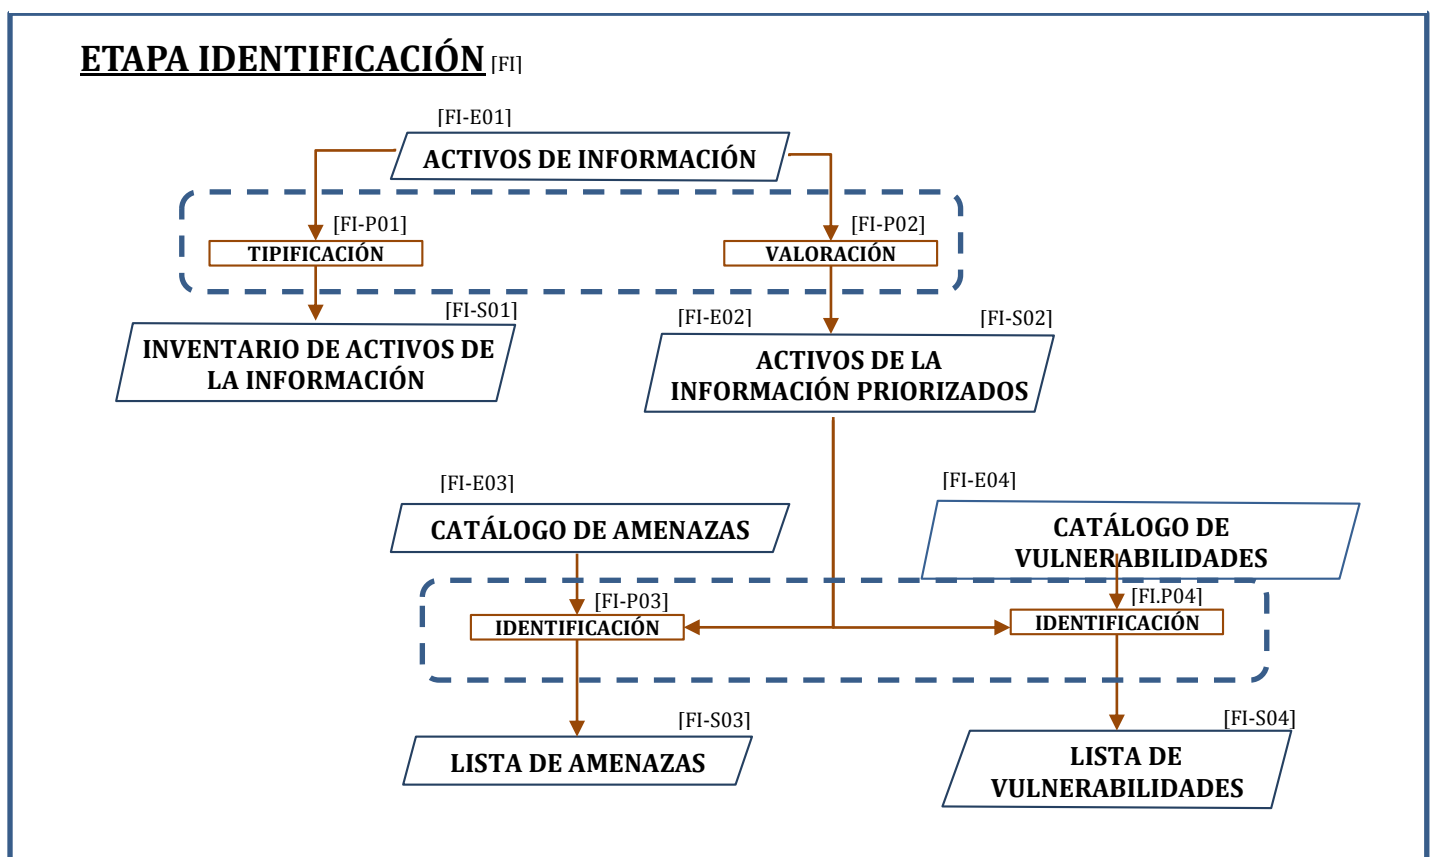 ETAPA IDENTIFICACIÓN [FI]
[FI-E01]
ACTIVOS DE INFORMACIÓN
[FI-P01]
[FI-P02]
TIPIFICACIÓN
VALORACIÓN
[FI-S01]
[FI-E02]
[FI-S02]
INVENTARIO DE ACTIVOS DE
LA INFORMACIÓN
ACTIVOS DE LA
INFORMACIÓN PRIORIZADOS
[FI-E03]
[FI-E04]
CATÁLOGO DE AMENAZAS
CATÁLOGO DE
VULNERABILIDADES
[FI-P03]
[FI.P04]
IDENTIFICACIÓN
IDENTIFICACIÓN
[FI-S03]
[FI-S04]
LISTA DE AMENAZAS
LISTA DE
VULNERABILIDADES